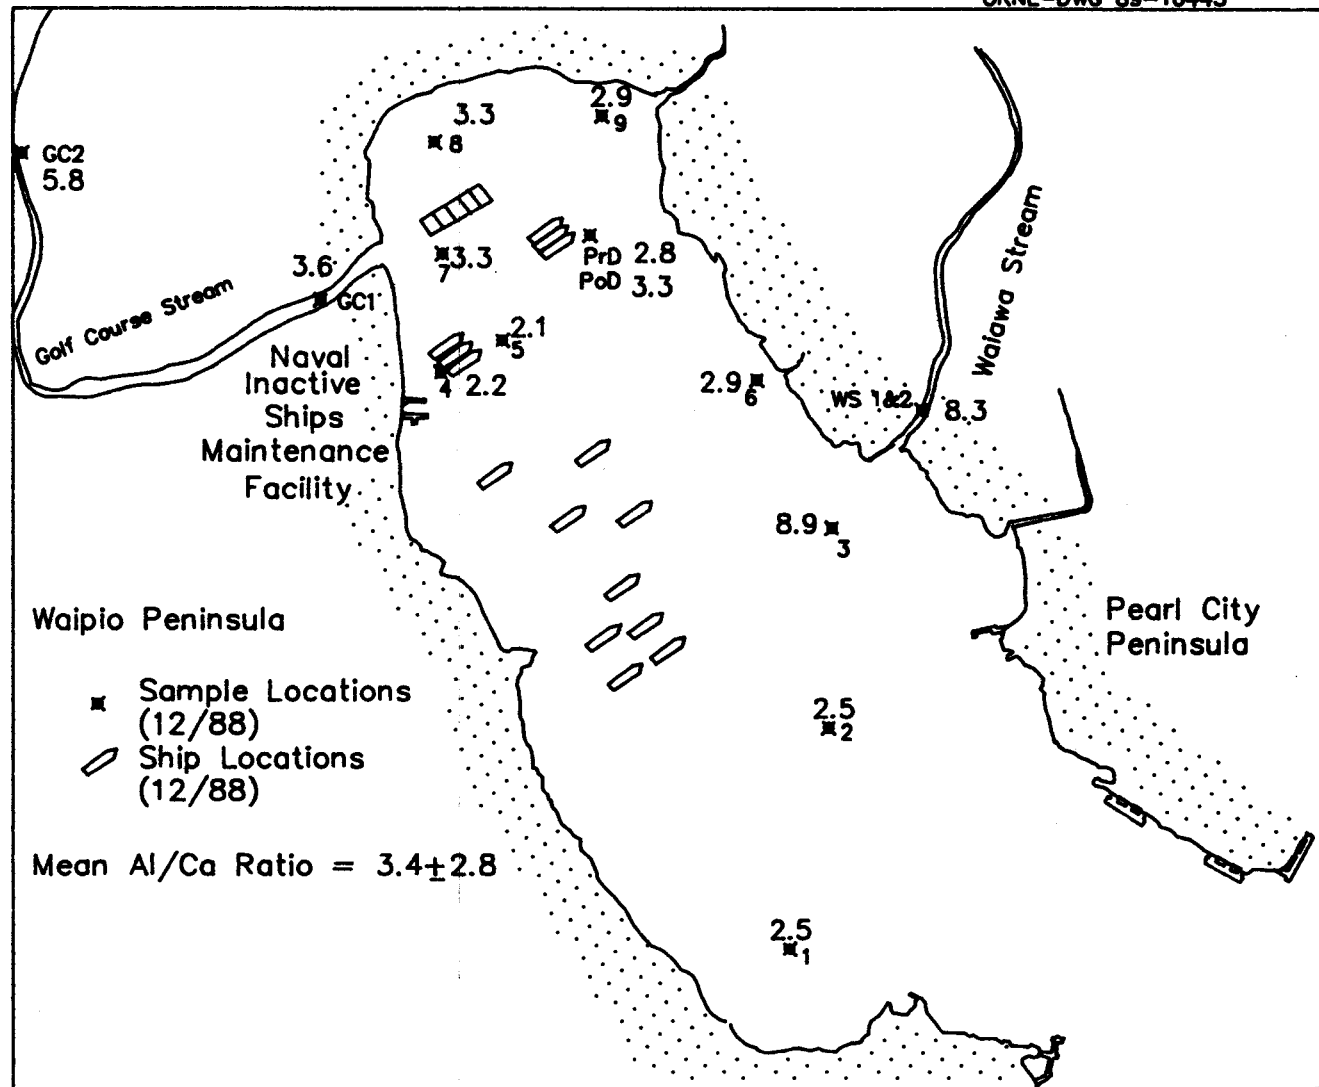 2.9
9
3.3
8
GC2
5.8
7
3.3
PrD 2.8
PoD 3.3
3.6
GC1
Golf Course Stream
Waiawa Stream
2.1
5
4
2.2
2.9
6
WS 1&2
8.3
Naval
Inactive
Ships
Maintenance
Facility
8.9
3
Waipio Peninsula
Pearl City
Peninsula
Sample Locations
(12/88)
Ship Locations
(12/88)
2.5
2
Mean Al/Ca Ratio = 3.4±2.8
2.5
1